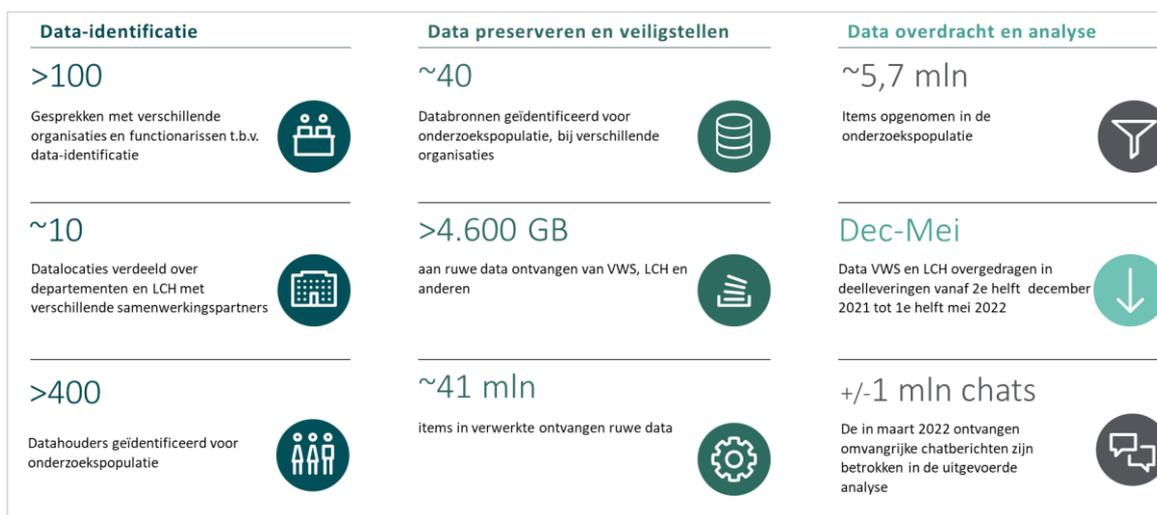 Data-identificatie
>100
Gesprekken met verschillende
organisaties en functionarissen t.b.v.
data-identificatie
~10
Datalocaties verdeeld over
departementen en LCH met
verschillende samenwerkingspartners
>400
Datahouders geïdentificeerd voor
onderzoekspopulatie
Data preserveren en veiligstellen
~40
Databronnen geïdentificeerd voor
onderzoekspopulatie, bij verschillende
organisaties
>4.600 GB
aan ruwe data ontvangen van VWS, LCH en
anderen
~41 mln
items in verwerkte ontvangen ruwe data
Data overdracht en analyse
~5,7 mln
Items opgenomen in de
onderzoekspopulatie
Dec-Mei
Data VWS en LCH overgedragen in
deelleveringen vanaf 2e helft december
2021 tot 1e helft mei 2022
+/-1 mln chats
De in maart 2022 ontvangen
omvangrijke chatberichten zijn
betrokken in de uitgevoerde
analyse